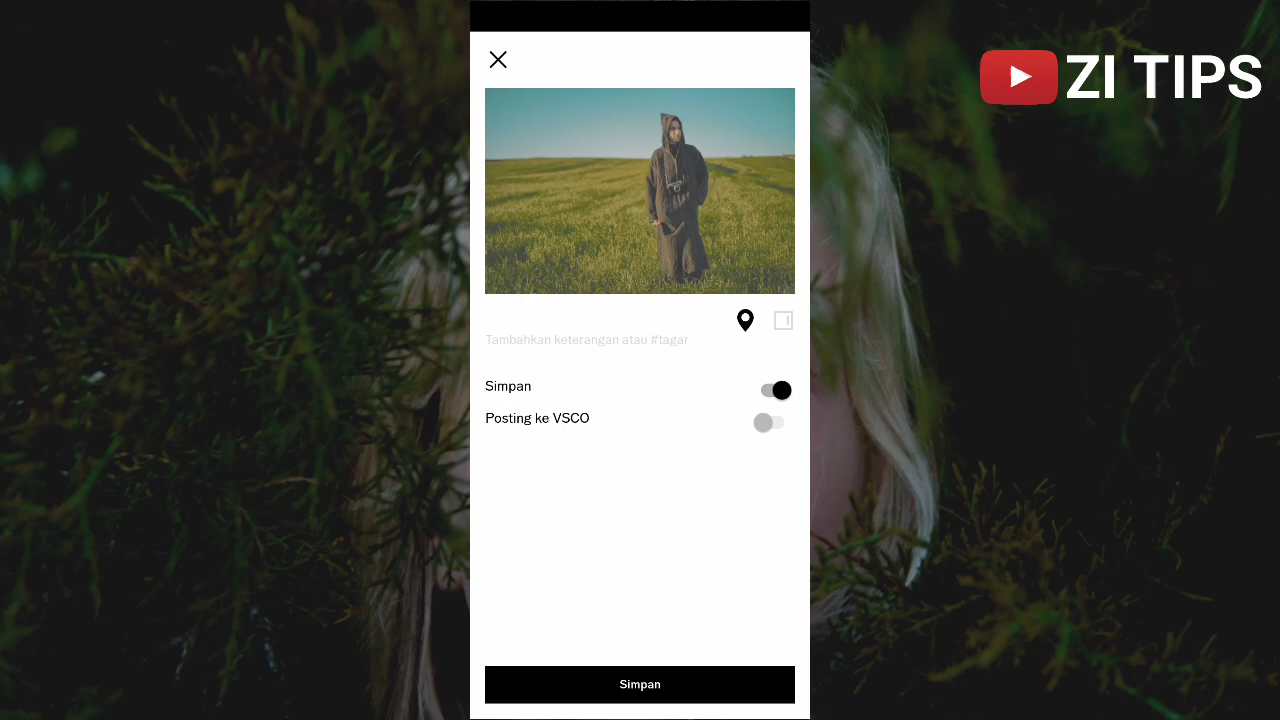 ZI TIPS
Tambahkan keterangan atau #tagar
Simpan
Posting ke VSCO
Simpan